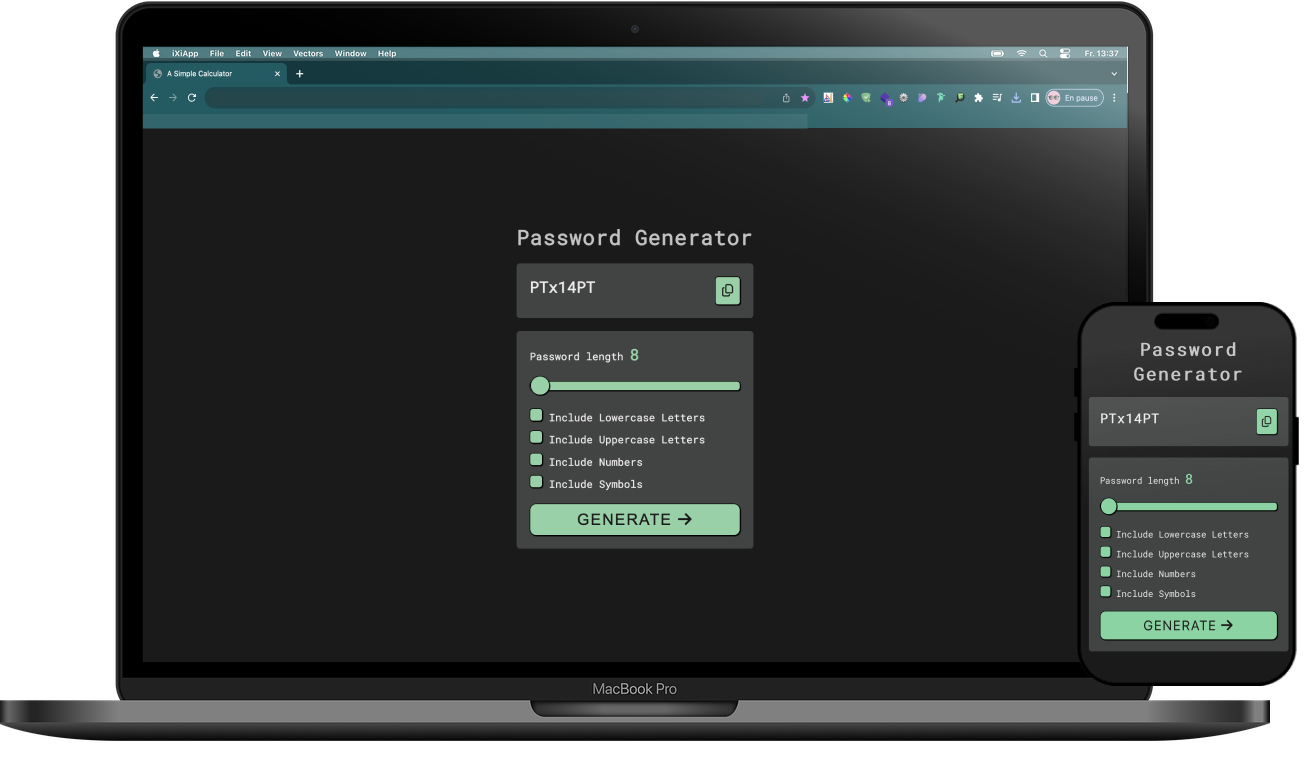 iXiApp File Edit View Vectors Window Help Fr. 13:37
A Simple Calculator
En pause
Password Generator
PTx14PT
Password length 8
Include Lowercase Letters
Include Uppercase Letters
Include Numbers
Include Symbols
GENERATE →
MacBook Pro
Password
Generator
PTx14PT
Password length 8
Include Lowercase Letters
Include Uppercase Letters
Include Numbers
Include Symbols
GENERATE →